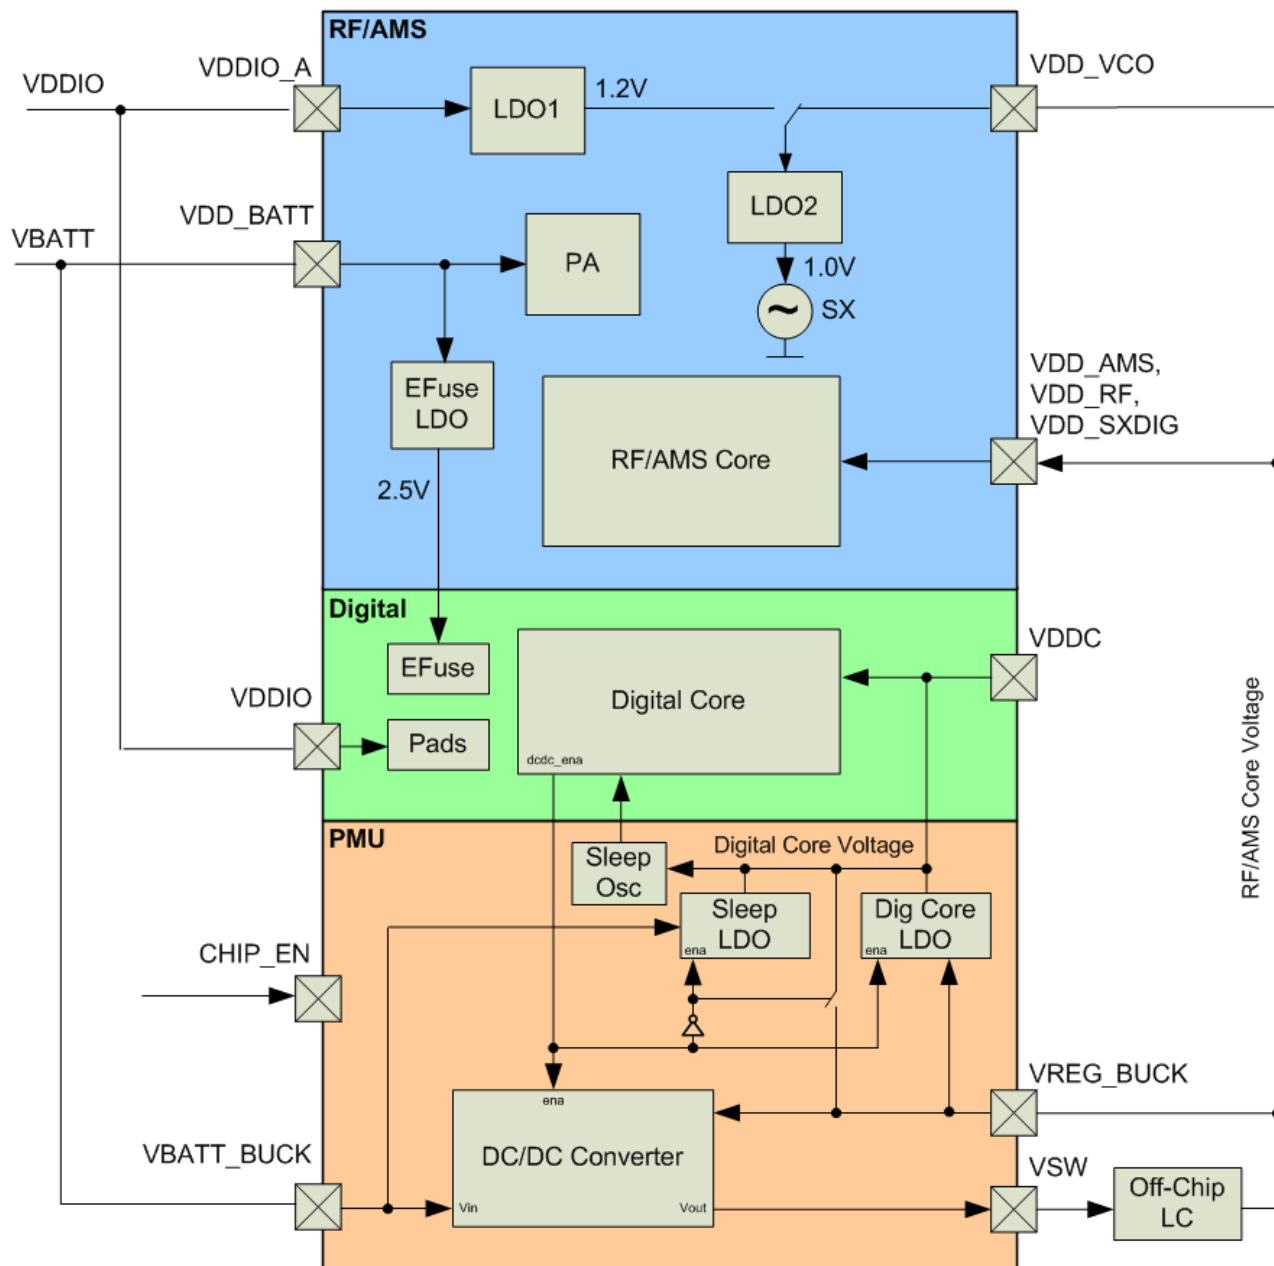 RF/AMS
VDDIO_A
VDD_VCO
VDDIO
LDO1
1.2V
VDD_BATT
LDO2
VBATT
PA
1.0V
SX
~
EFuse
LDO
VDD_AMS,
VDD_RF,
VDD_SXDIG
RF/AMS Core
2.5V
Digital
EFuse
Digital Core
VDDC
VDDIO
Pads
dcdc_ena
RF/AMS Core Voltage
PMU
Digital Core Voltage
Sleep
Osc
Sleep
LDO
ena
Dig Core
LDO
ena
CHIP_EN
VREG_BUCK
ena
DC/DC Converter
VBATT_BUCK
VSW
Vin
Vout
Off-Chip
LC